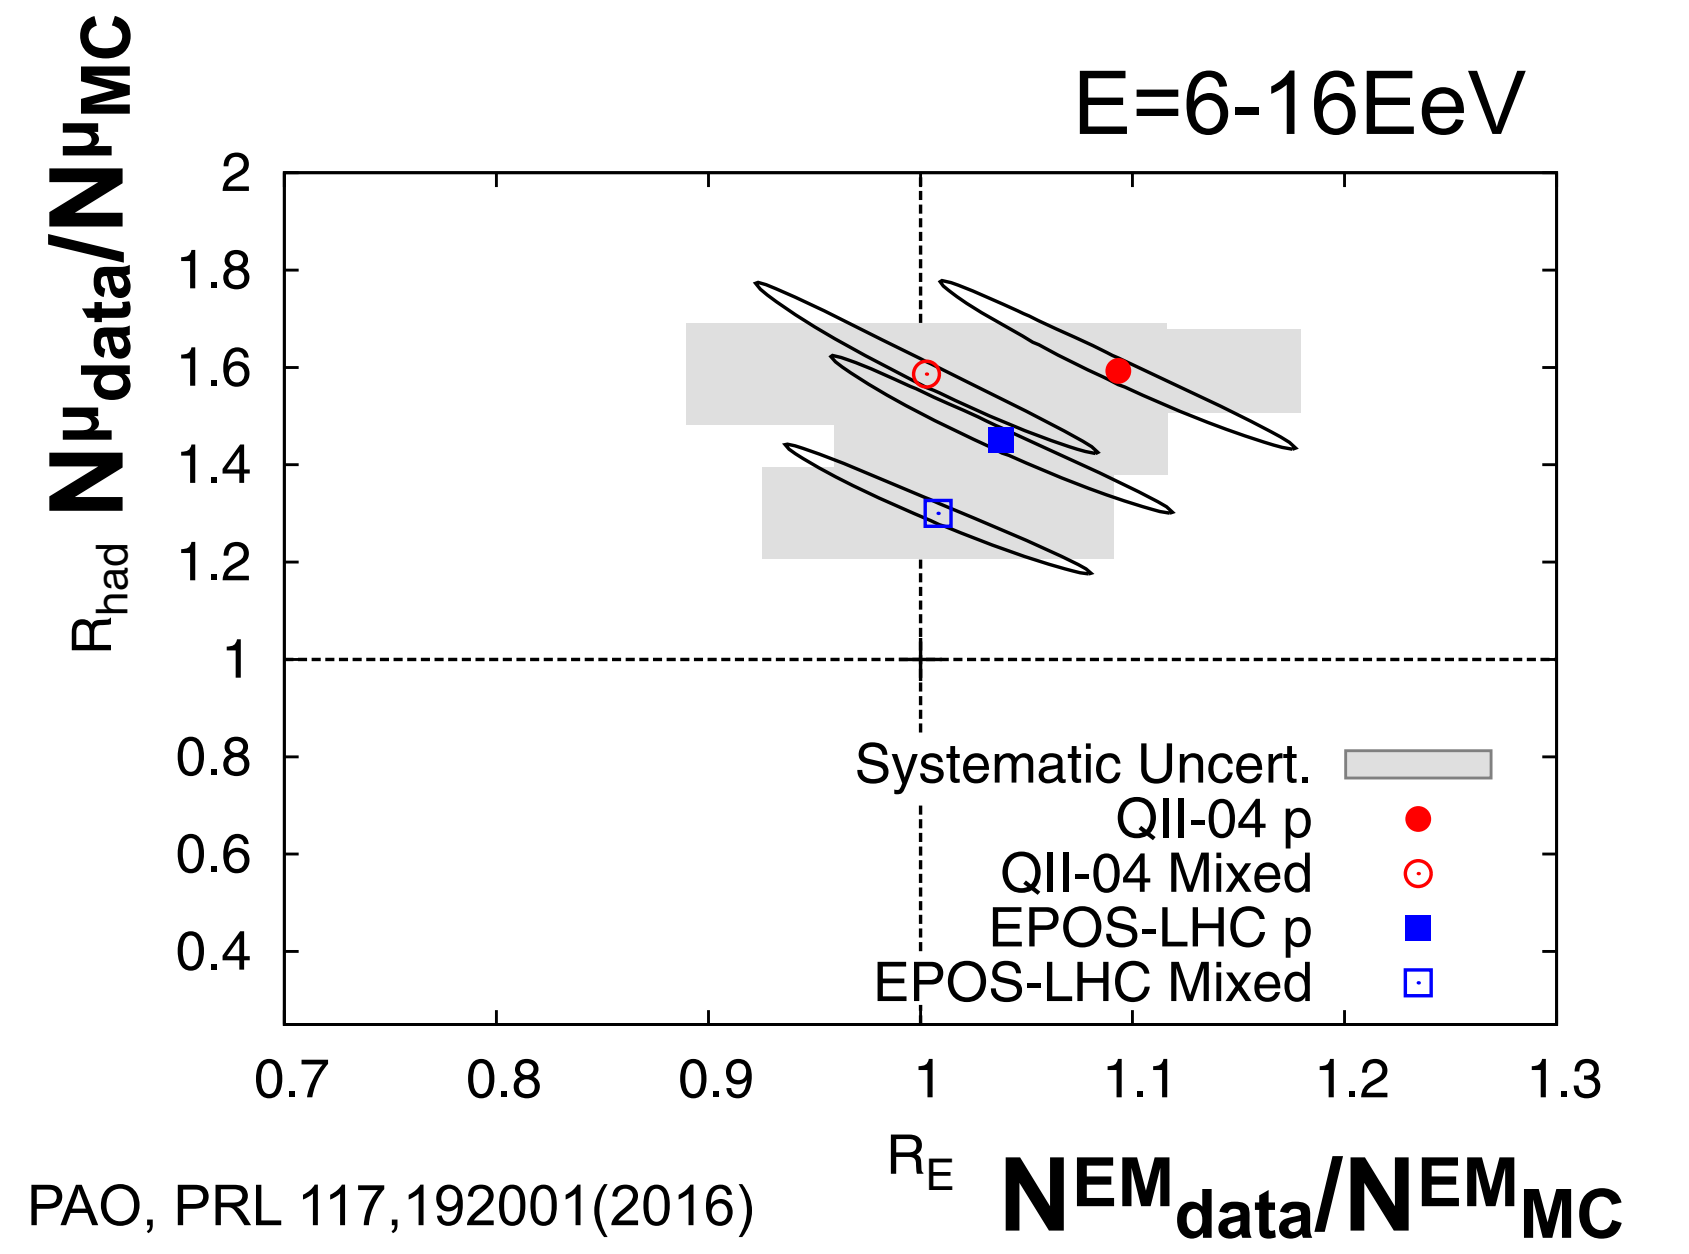 E=6-16EeV
R_had N^μ_data/N^μ_MC
2
1.8
1.6
1.4
1.2
1
0.8
0.6
0.4
Systematic Uncert.
QII-04 p
QII-04 Mixed
EPOS-LHC p
EPOS-LHC Mixed
0.7 0.8 0.9 1 1.1 1.2 1.3
R_E N^EM_data/N^EM_MC
PAO, PRL 117,192001(2016)